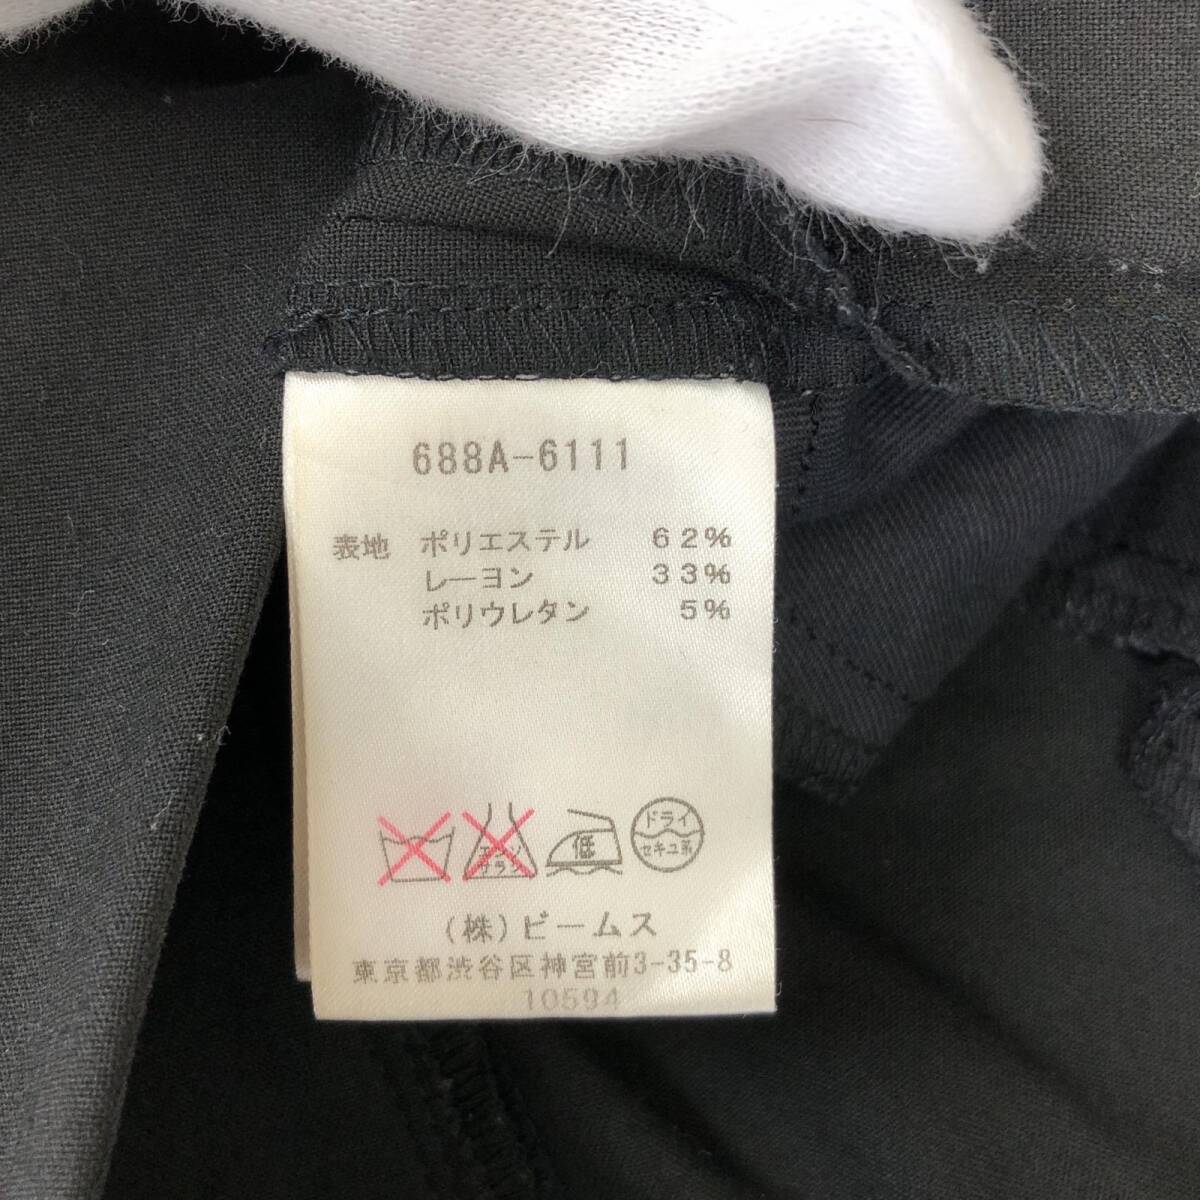 688A-6111
表地 ポリエステル 62%
レーヨン 33%
ポリウレタン 5%
エンソ
サラシ
低
ドライ
セキユ系
(株)ビームス
東京都渋谷区神宮前3-35-8
10594